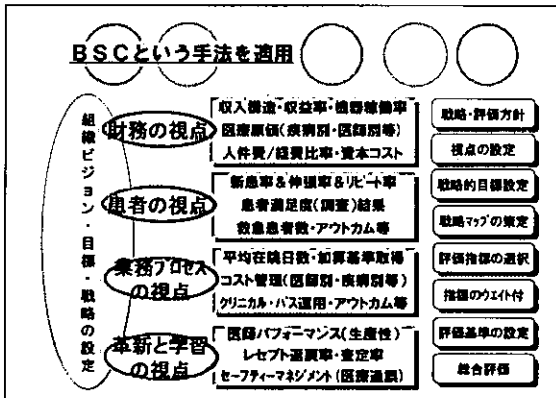 BSCという手法を適用
組織ビジョン・目標・戦略の設定
財務の視点
収入構造・収益率・機器稼働率
医療原価(疾病別・医師別等)
人件費/経費比率・資本コスト
患者の視点
新患率&伸張率&リピート率
患者満足度(調査)結果
救急患者数・アウトカム等
業務プロセス
の視点
平均在院日数・加算基準取得
コスト管理(医師別・疾病別等)
クリニカル・パス運用・アウトカム等
革新と学習
の視点
医師パフォーマンス(生産性)
レセプト返戻率・査定率
セーフティーマネジメント(医療過誤)
戦略・評価方針
視点の設定
戦略的目標設定
戦略マップの策定
評価指標の選択
指標のウエイト付
評価基準の設定
総合評価